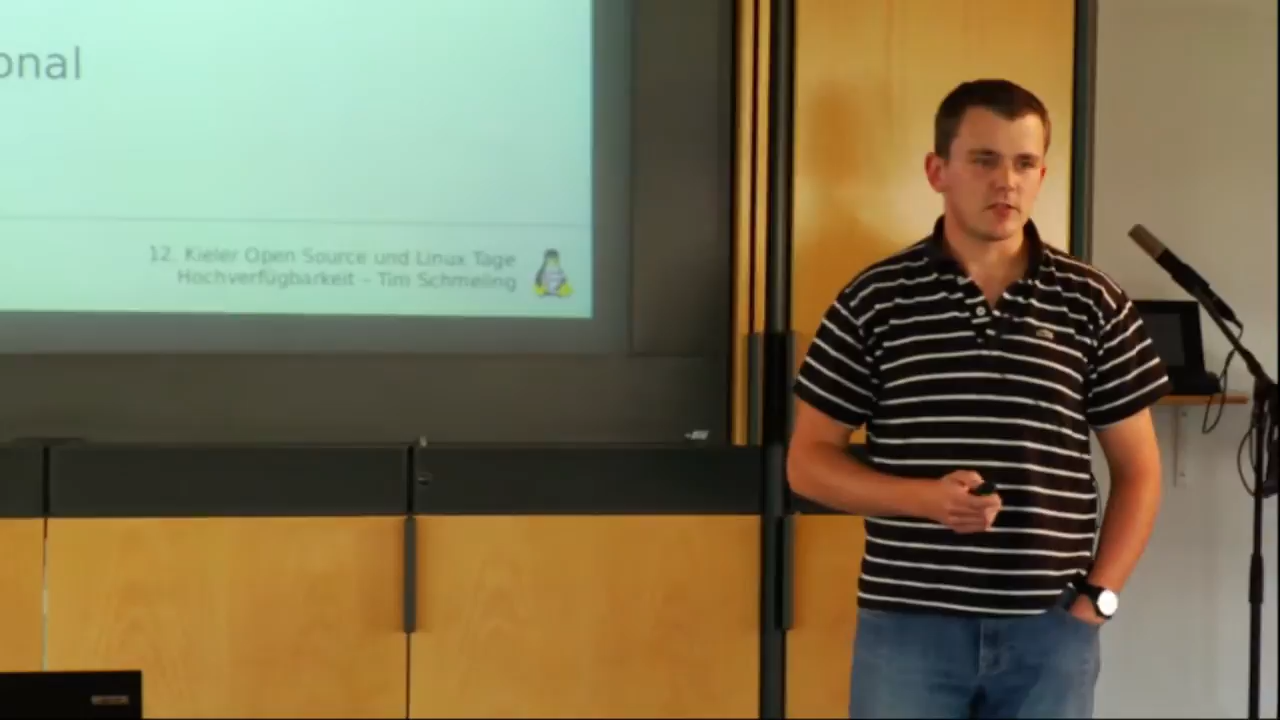 onal
12. Kieler Open Source und Linux Tage
Hochverfügbarkeit – Tim Schmeling